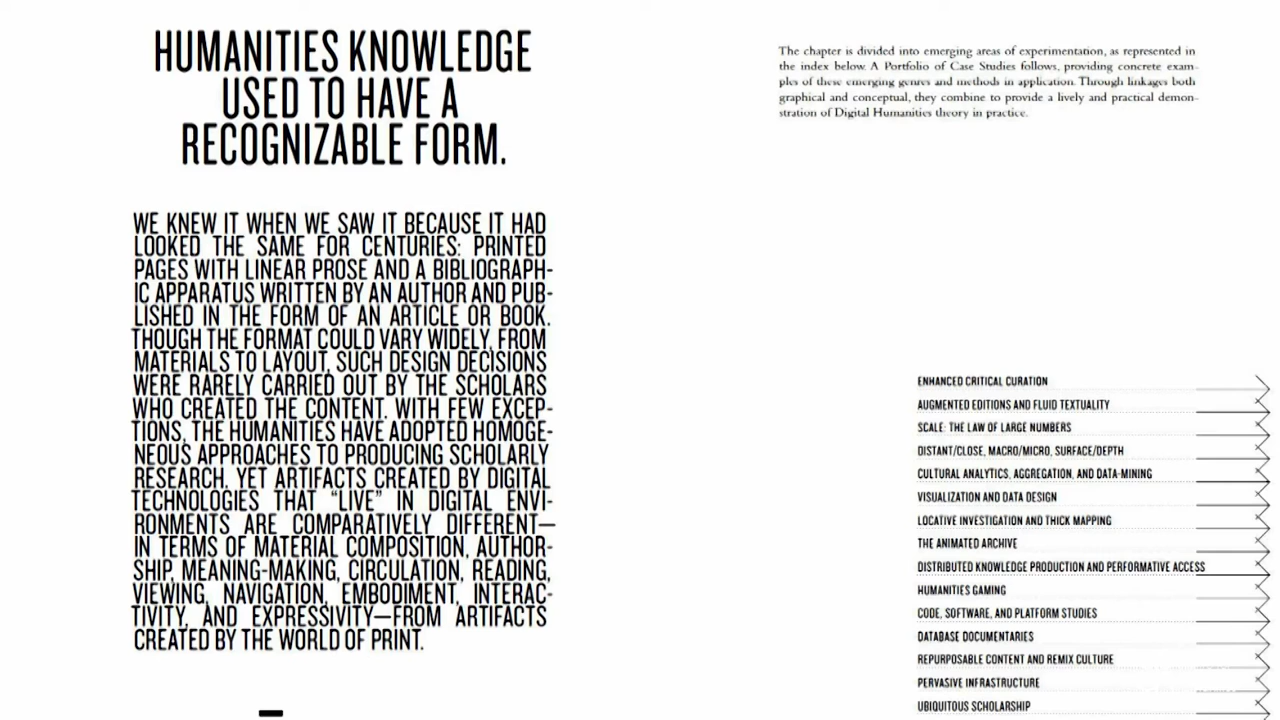 HUMANITIES KNOWLEDGE
USED TO HAVE A
RECOGNIZABLE FORM.
WE KNEW IT WHEN WE SAW IT BECAUSE IT HAD
LOOKED THE SAME FOR CENTURIES: PRINTED
PAGES WITH LINEAR PROSE AND A BIBLIOGRAPH-
IC APPARATUS WRITTEN BY AN AUTHOR AND PUB-
LISHED IN THE FORM OF AN ARTICLE OR BOOK.
THOUGH THE FORMAT COULD VARY WIDELY, FROM
MATERIALS TO LAYOUT, SUCH DESIGN DECISIONS
WERE RARELY CARRIED OUT BY THE SCHOLARS
WHO CREATED THE CONTENT. WITH FEW EXCEP-
TIONS, THE HUMANITIES HAVE ADOPTED HOMOGE-
NEOUS APPROACHES TO PRODUCING SCHOLARLY
RESEARCH. YET ARTIFACTS CREATED BY DIGITAL
TECHNOLOGIES THAT “LIVE” IN DIGITAL ENVI-
RONMENTS ARE COMPARATIVELY DIFFERENT—
IN TERMS OF MATERIAL COMPOSITION, AUTHOR-
SHIP, MEANING-MAKING, CIRCULATION, READING,
VIEWING, NAVIGATION, EMBODIMENT, INTERAC-
TIVITY, AND EXPRESSIVITY—FROM ARTIFACTS
CREATED BY THE WORLD OF PRINT.
The chapter is divided into emerging areas of experimentation, as represented in
the index below. A Portfolio of Case Studies follows, providing concrete exam-
ples of these emerging genres and methods in application. Through linkages both
graphical and conceptual, they combine to provide a lively and practical demon-
stration of Digital Humanities theory in practice.
ENHANCED CRITICAL CURATION
AUGMENTED EDITIONS AND FLUID TEXTUALITY
SCALE: THE LAW OF LARGE NUMBERS
DISTANT/CLOSE, MACRO/MICRO, SURFACE/DEPTH
CULTURAL ANALYTICS, AGGREGATION, AND DATA-MINING
VISUALIZATION AND DATA DESIGN
LOCATIVE INVESTIGATION AND THICK MAPPING
THE ANIMATED ARCHIVE
DISTRIBUTED KNOWLEDGE PRODUCTION AND PERFORMATIVE ACCESS
HUMANITIES GAMING
CODE, SOFTWARE, AND PLATFORM STUDIES
DATABASE DOCUMENTARIES
REPURPOSABLE CONTENT AND REMIX CULTURE
PERVASIVE INFRASTRUCTURE
UBIQUITOUS SCHOLARSHIP